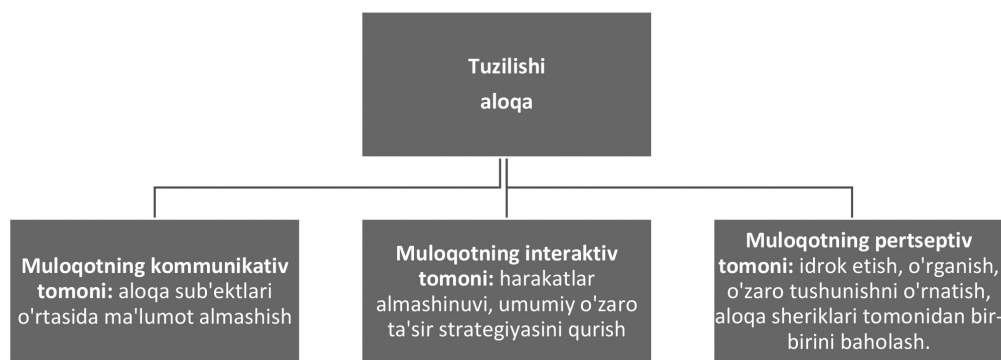 Tuzilishi
aloqa
Muloqotning kommunikativ
tomoni: aloqa sub'ektlari
o'rtasida ma'lumot almashish
Muloqotning interaktiv
tomoni: harakatlar
almashinuvi, umumiy o'zaro
ta'sir strategiyasini qurish
Muloqotning pertseptiv
tomoni: idrok etish, o'rganish,
o'zaro tushunishni o'rnatish,
aloqa sheriklari tomonidan bir-
birini baholash.